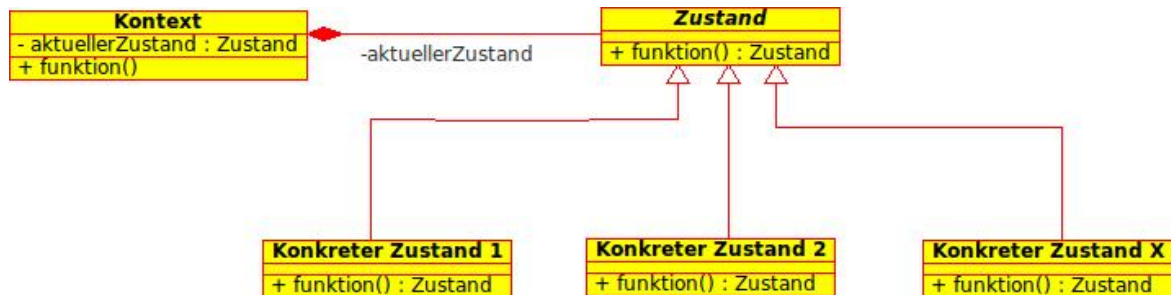 Kontext
- aktuellerZustand : Zustand
+ funktion()
-aktuellerZustand
Zustand
+ funktion() : Zustand
Konkreter Zustand 1
+ funktion() : Zustand
Konkreter Zustand 2
+ funktion() : Zustand
Konkreter Zustand X
+ funktion() : Zustand